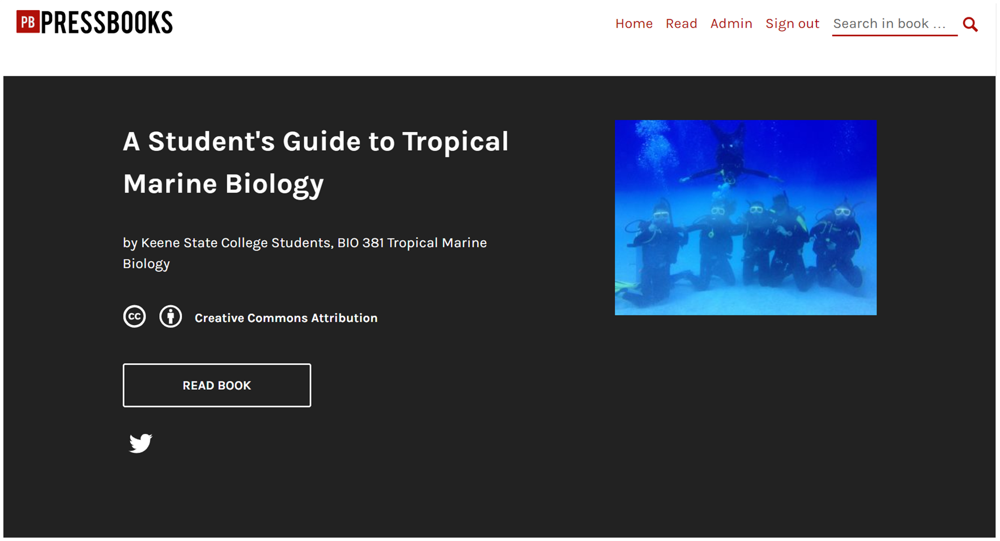 PB PRESSBOOKS
Home Read Admin Sign out Search in book ...
A Student's Guide to Tropical
Marine Biology
by Keene State College Students, BIO 381 Tropical Marine
Biology
cc Creative Commons Attribution
READ BOOK